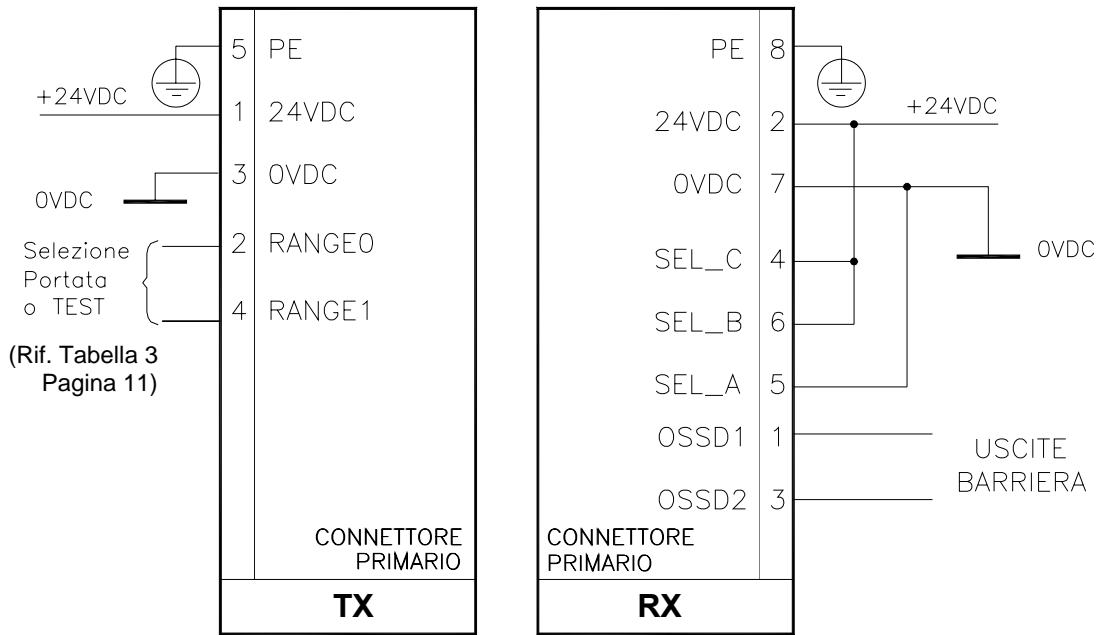 5 PE
+24VDC
1 24VDC
3 0VDC
0VDC
2 RANGE0
Selezione
Portata
o TEST
4 RANGE1
(Rif. Tabella 3
Pagina 11)
CONNETTORE
PRIMARIO
TX
PE 8
+24VDC
24VDC 2
0VDC 7
0VDC
SEL_C 4
SEL_B 6
SEL_A 5
OSSD1 1
USCITE
BARRIERA
OSSD2 3
CONNETTORE
PRIMARIO
RX